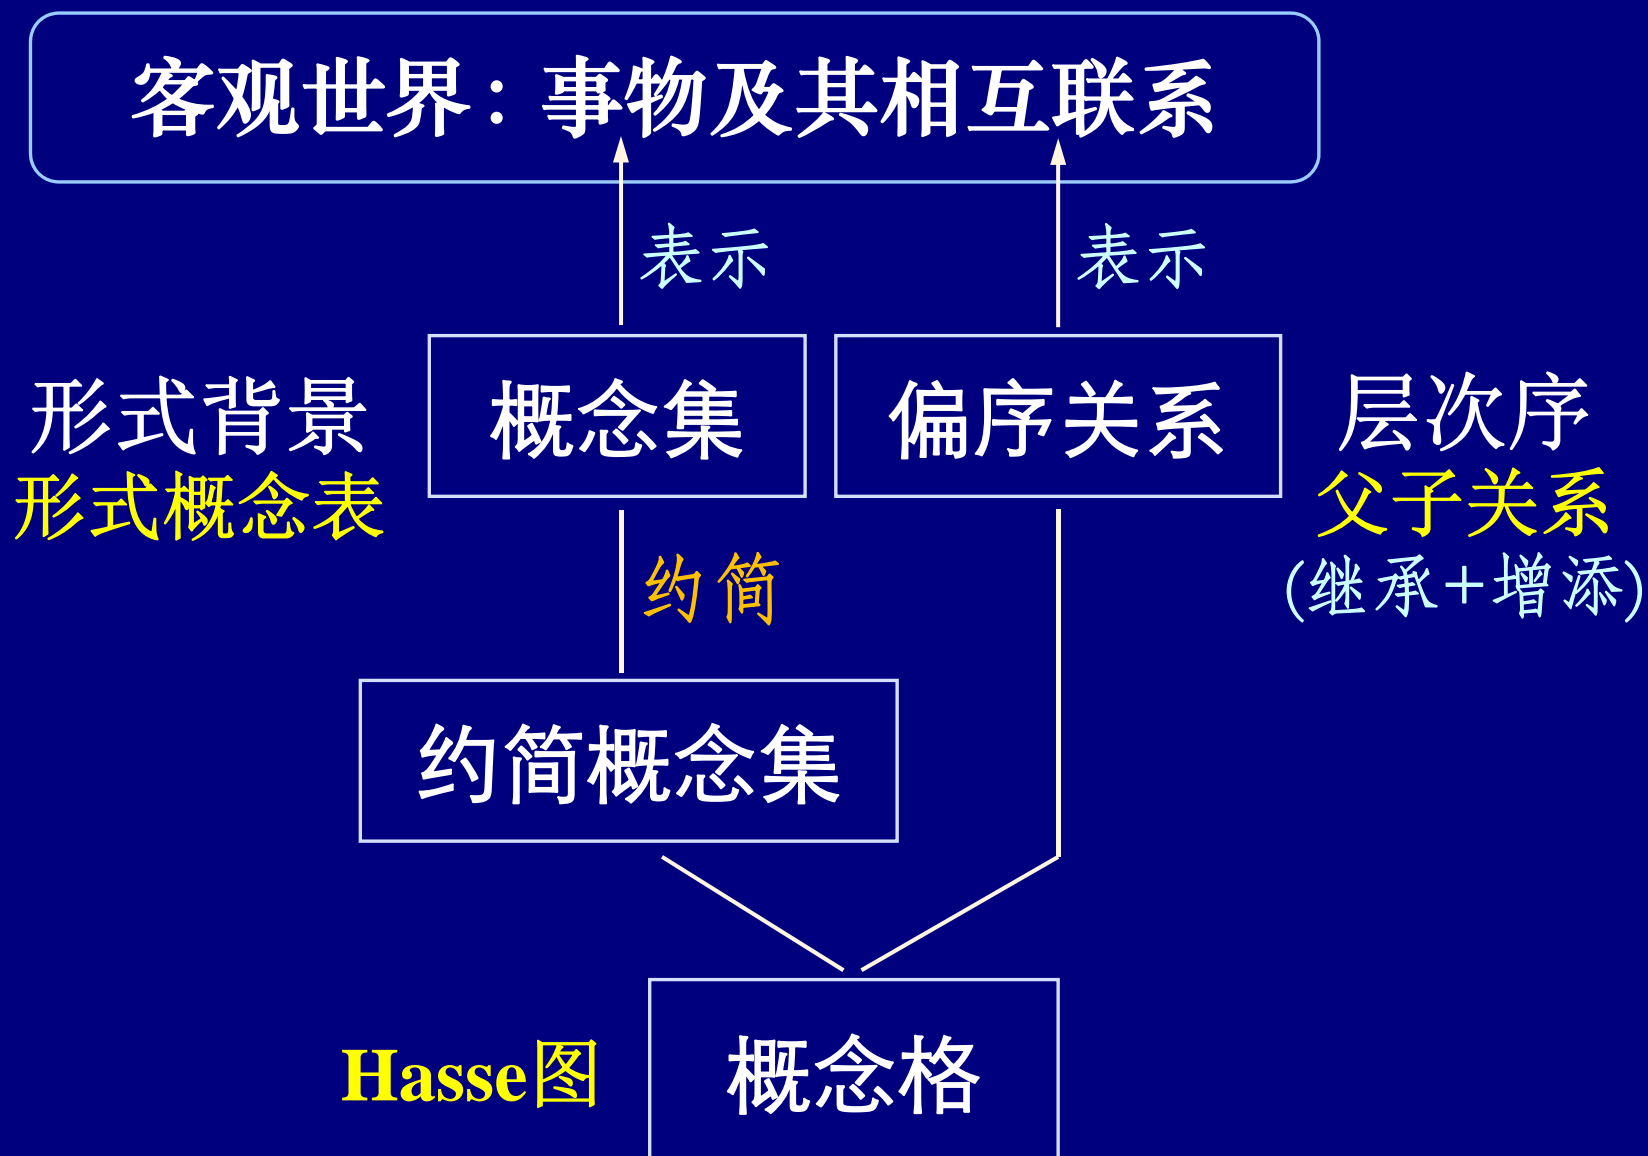 客观世界：事物及其相互联系
表示 表示
形式背景 概念集 偏序关系 层次序
形式概念表 父子关系
约简 (继承+增添)
约简概念集
Hasse图 概念格